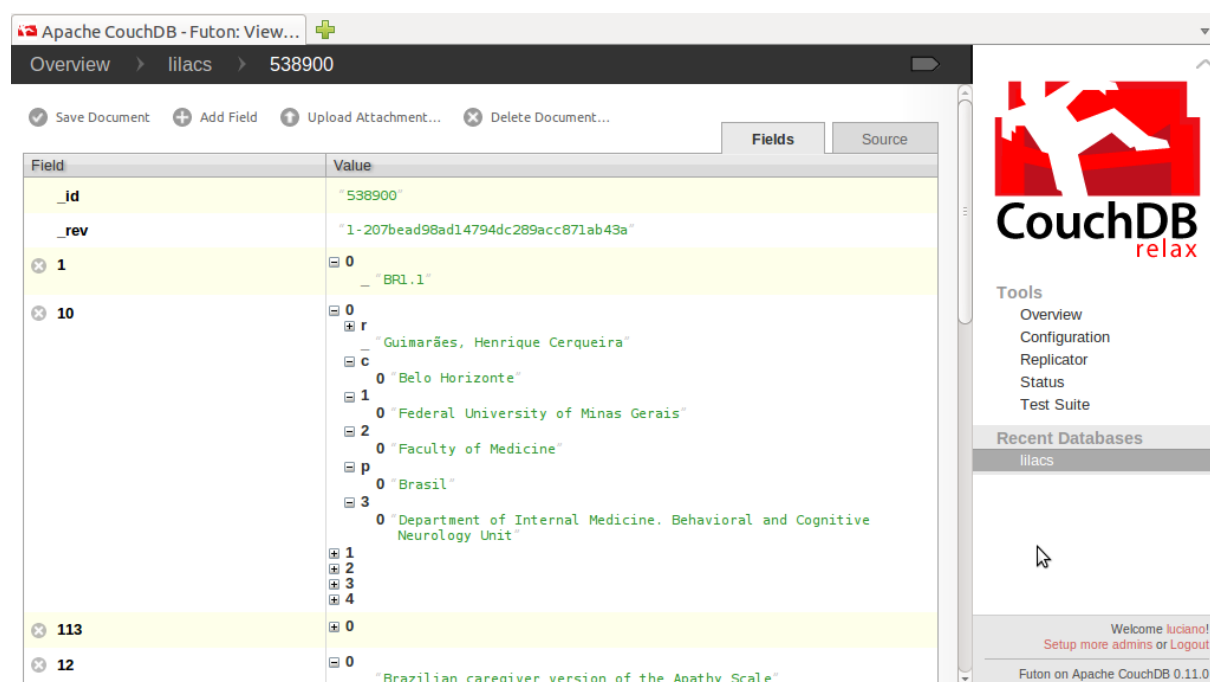 Apache CouchDB - Futon: View...
Overview lilacs 538900
Save Document Add Field Upload Attachment... Delete Document...
Fields Source
Field Value
_id "538900"
_rev "1-207bead98ad14794dc289acc871ab43a"
1 0
_ "BR1.1"
10 0
r
_ "Guimarães, Henrique Cerqueira"
c
0 "Belo Horizonte"
1
0 "Federal University of Minas Gerais"
2
0 "Faculty of Medicine"
p
0 "Brasil"
3
0 "Department of Internal Medicine. Behavioral and Cognitive
Neurology Unit"
1
2
3
4
113 0
12 0
"Brazilian caregiver version of the Apathy Scale"
CouchDB
relax
Tools
Overview
Configuration
Replicator
Status
Test Suite
Recent Databases
lilacs
Welcome luciano!
Setup more admins or Logout
Futon on Apache CouchDB 0.11.0